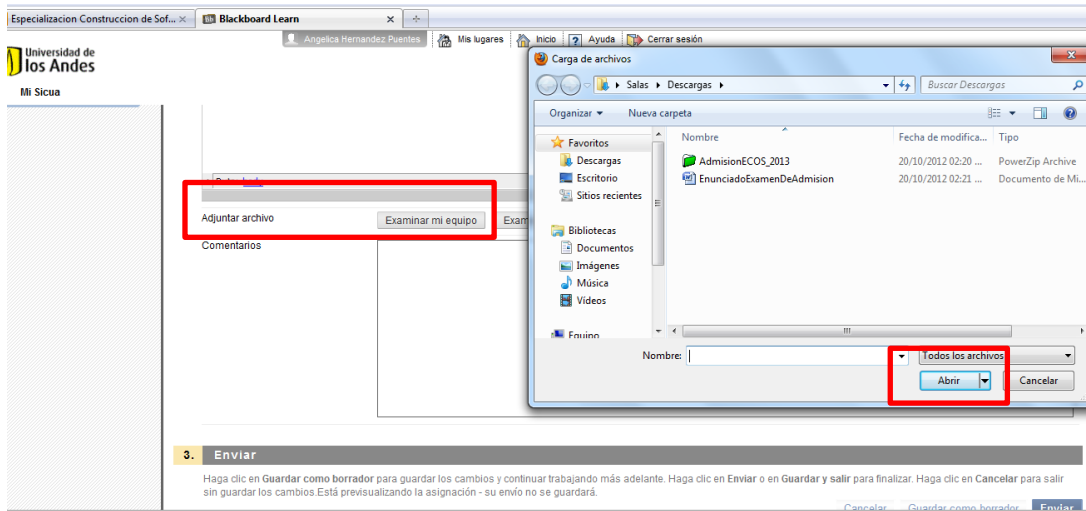 Especializacion Construccion de Sof...
Blackboard Learn
Angelica Hernandez Puentes
Mis lugares
Inicio
Ayuda
Cerrar sesión
Universidad de
los Andes
Mi Sicua
Carga de archivos
Salas
Descargas
Buscar Descargas
Organizar
Nueva carpeta
Favoritos
Descargas
Escritorio
Sitios recientes
Bibliotecas
Documentos
Imágenes
Música
Vídeos
Equipo
Nombre
Fecha de modifica...
Tipo
AdmisionECOS_2013
20/10/2012 02:20 ...
PowerZip Archive
EnunciadoExamenDeAdmision
20/10/2012 02:21 ...
Documento de Mi...
Nombre:
Todos los archivos
Abrir
Cancelar
Adjuntar archivo
Examinar mi equipo
Exam
Comentarios
3. Enviar
Haga clic en Guardar como borrador para guardar los cambios y continuar trabajando más adelante. Haga clic en Enviar o en Guardar y salir para finalizar. Haga clic en Cancelar para salir
sin guardar los cambios.Está previsualizando la asignación - su envío no se guardará.
Cancelar
Guardar como borrador
Enviar